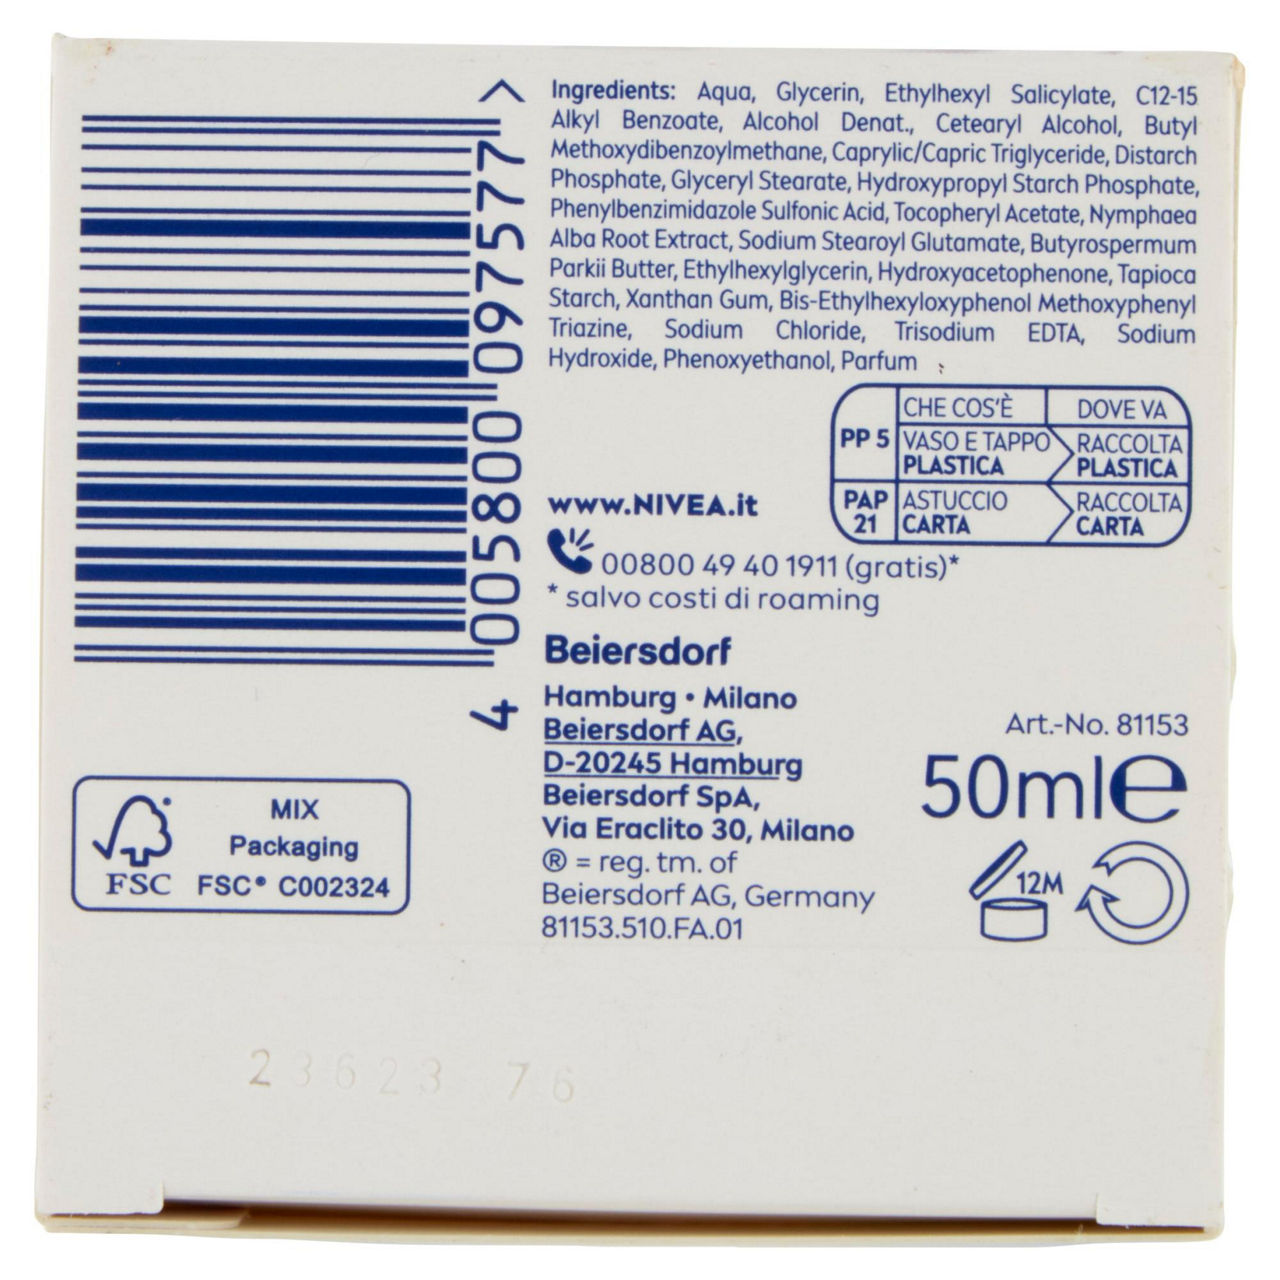 Ingredients: Aqua, Glycerin, Ethylhexyl Salicylate, C12-15
Alkyl Benzoate, Alcohol Denat., Cetearyl Alcohol, Butyl
Methoxydibenzoylmethane, Caprylic/Capric Triglyceride, Distarch
Phosphate, Glyceryl Stearate, Hydroxypropyl Starch Phosphate,
Phenylbenzimidazole Sulfonic Acid, Tocopheryl Acetate, Nymphaea
Alba Root Extract, Sodium Stearoyl Glutamate, Butyrospermum
Parkii Butter, Ethylhexylglycerin, Hydroxyacetophenone, Tapioca
Starch, Xanthan Gum, Bis-Ethylhexyloxyphenol Methoxyphenyl
Triazine, Sodium Chloride, Trisodium EDTA, Sodium
Hydroxide, Phenoxyethanol, Parfum
4 005800 097577 >
CHE COS'È DOVE VA
PP 5 VASO E TAPPO RACCOLTA
PLASTICA PLASTICA
PAP ASTUCCIO RACCOLTA
21 CARTA CARTA
www.NIVEA.it
00800 49 40 1911 (gratis)*
* salvo costi di roaming
Beiersdorf
Hamburg • Milano
Beiersdorf AG,
D-20245 Hamburg
Beiersdorf SpA,
Via Eraclito 30, Milano
® = reg. tm. of
Beiersdorf AG, Germany
81153.510.FA.01
Art.-No. 81153
50ml e
12M
MIX
Packaging
FSC FSC® C002324
23623 76